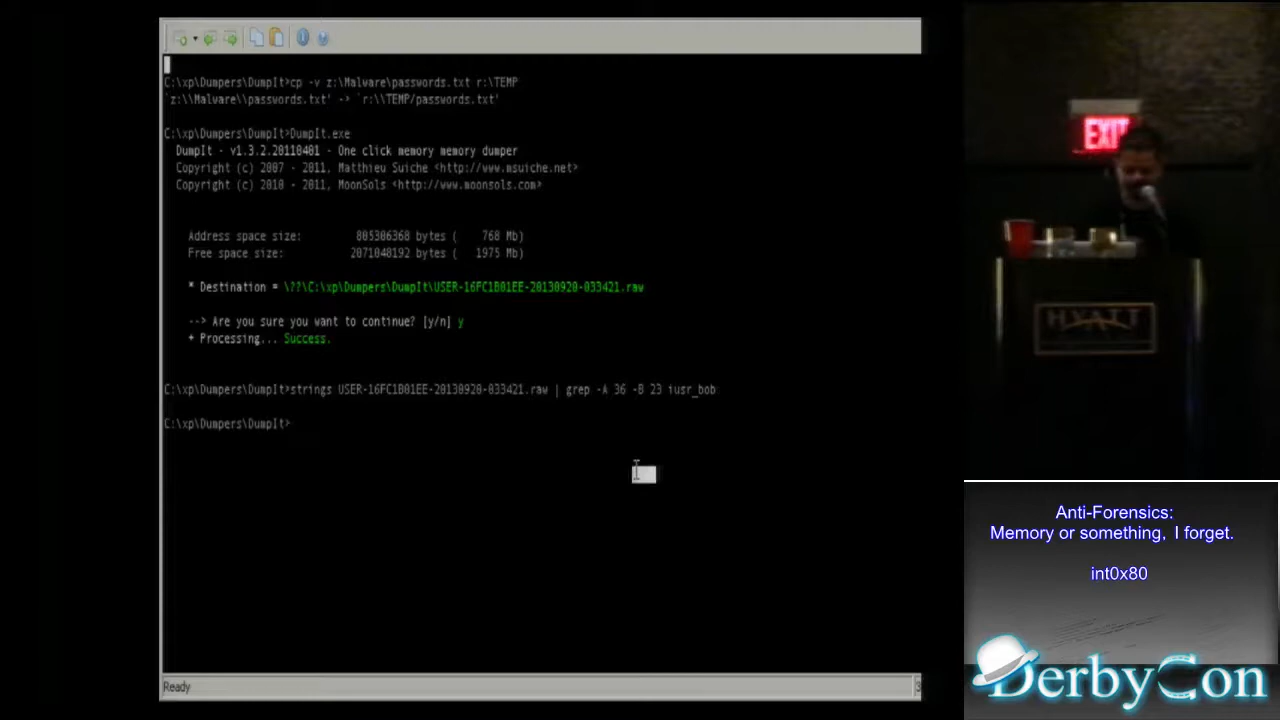 C:\xp\Dumpers\DumpIt>cp -v z:\Malware\passwords.txt r:\TEMP
`z:\\Malware\\passwords.txt' -> `r:\\TEMP/passwords.txt'
C:\xp\Dumpers\DumpIt>DumpIt.exe
DumpIt - v1.3.2.20110401 - One click memory memory dumper
Copyright (c) 2007 - 2011, Matthieu Suiche <http://www.msuiche.net>
Copyright (c) 2010 - 2011, MoonSols <http://www.moonsols.com>
Address space size: 805306368 bytes ( 768 Mb)
Free space size: 2071048192 bytes ( 1975 Mb)
* Destination = \??\C:\xp\Dumpers\DumpIt\USER-16FC1B01EE-20130920-033421.raw
--> Are you sure you want to continue? [y/n] y
+ Processing... Success.
C:\xp\Dumpers\DumpIt>strings USER-16FC1B01EE-20130920-033421.raw | grep -A 36 -B 23 iusr_bob
C:\xp\Dumpers\DumpIt>
Ready
EXIT
HYATT
Anti-Forensics:
Memory or something, I forget.
int0x80
DerbyCon